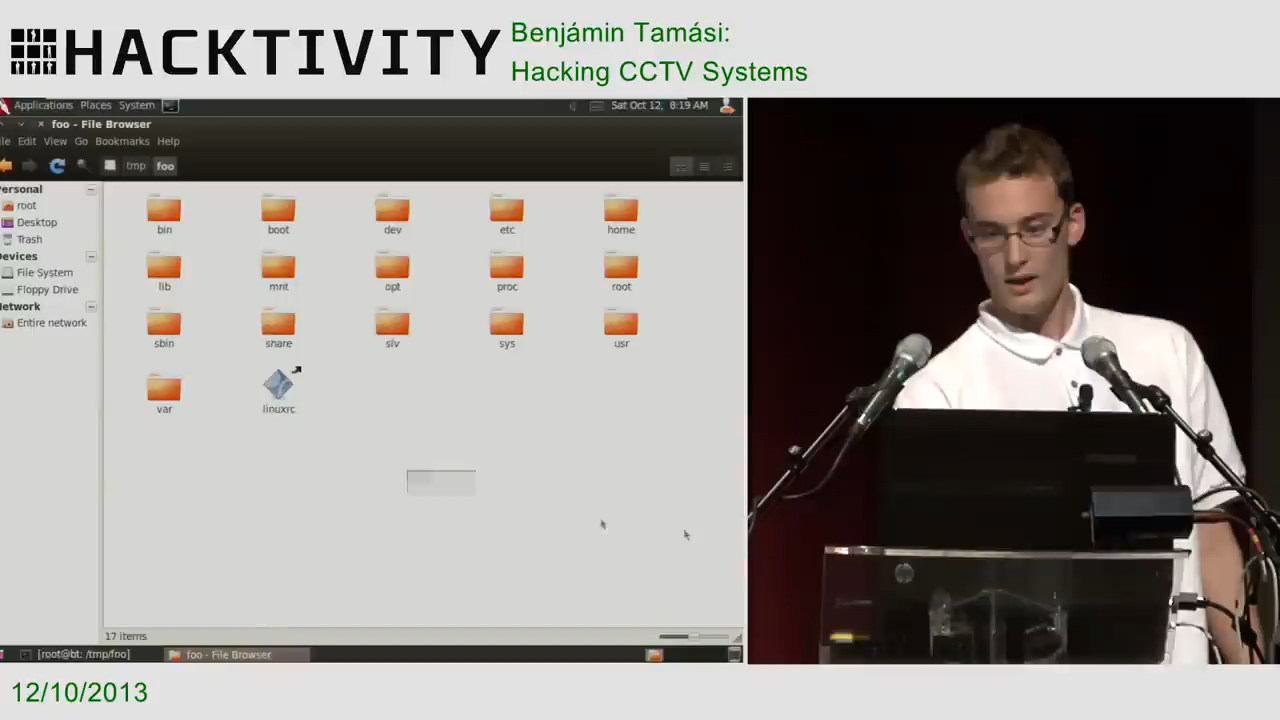 HACKTIVITY
Benjámin Tamási:
Hacking CCTV Systems
Applications Places System
Sat Oct 12, 8:19 AM
foo - File Browser
Edit View Go Bookmarks Help
tmp foo
Personal
root
Desktop
Trash
Devices
File System
Floppy Drive
Network
Entire network
bin boot dev etc home
lib mnt opt proc root
sbin share slv sys usr
var linuxrc
17 items
[root@bt: /tmp/foo] foo - File Browser
12/10/2013